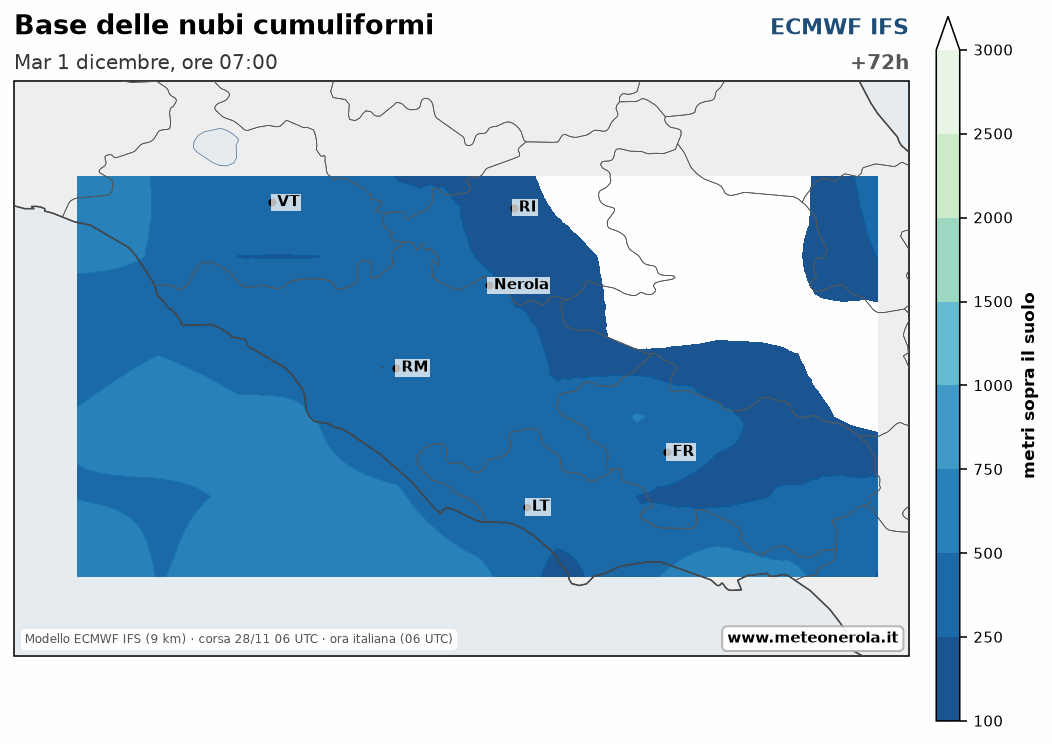 Base delle nubi cumuliformi
ECMWF IFS
Mar 1 dicembre, ore 07:00
+72h
3000
2500
2000
1500
1000
750
500
250
100
metri sopra il suolo
VT
RI
Nerola
RM
FR
LT
Modello ECMWF IFS (9 km) · corsa 28/11 06 UTC · ora italiana (06 UTC)
www.meteonerola.it